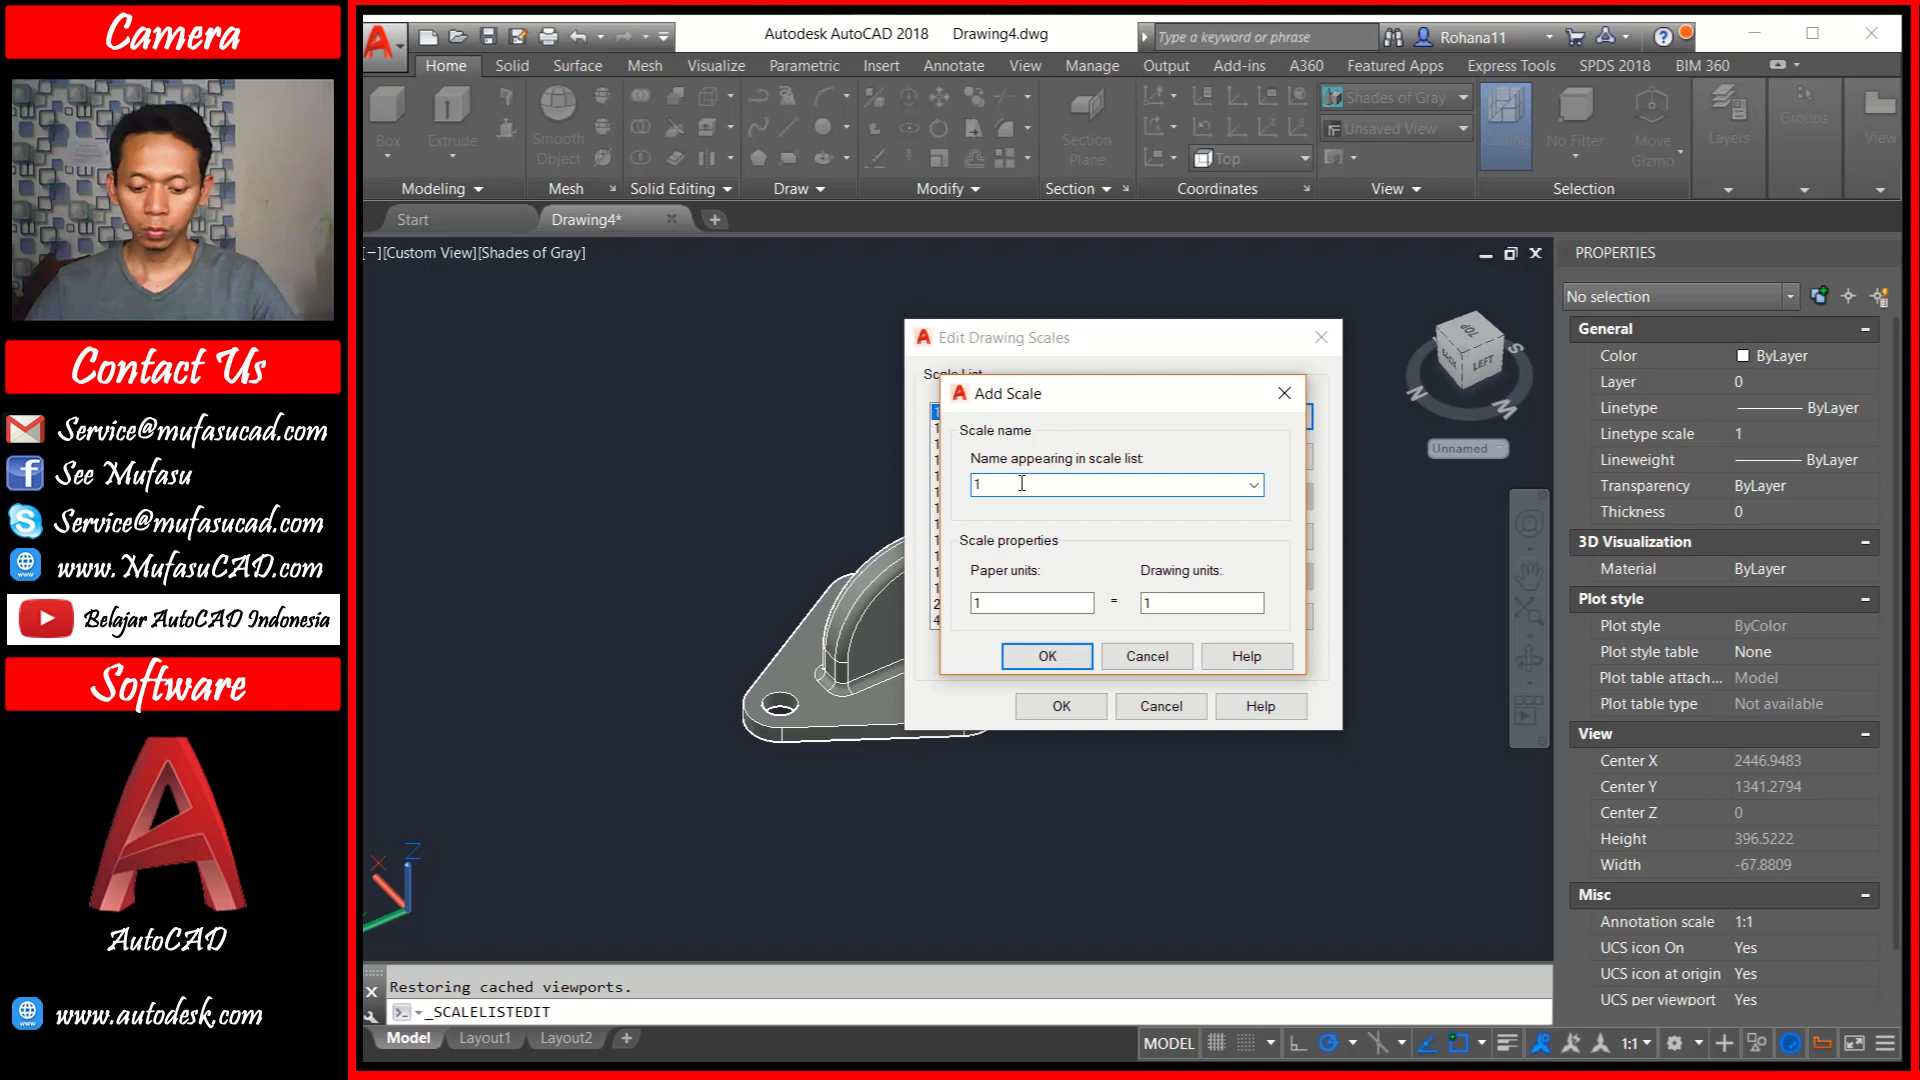 Camera
Contact Us
Service@mufasucad.com
See Mufasu
Service@mufasucad.com
www.MufasuCAD.com
Belajar AutoCAD Indonesia
Software
AutoCAD
www.autodesk.com
Autodesk AutoCAD 2018 Drawing4.dwg
Type a keyword or phrase
Rohana11
Home Solid Surface Mesh Visualize Parametric Insert Annotate View Manage Output Add-ins A360 Featured Apps Express Tools SPDS 2018 BIM 360
Box
Extrude
Smooth
Object
Section
Plane
Shades of Gray
Unsaved View
Top
Culling
No Filter
Move
Gizmo
Layers
Groups
View
Modeling Mesh Solid Editing Draw Modify Section Coordinates View Selection
Start Drawing4*
[−][Custom View][Shades of Gray]
TOP
BACK
LEFT
N
S
Unnamed
Edit Drawing Scales
Scale List
Add Scale
Scale name
Name appearing in scale list:
1
Scale properties
Paper units: Drawing units:
1 = 1
OK Cancel Help
OK Cancel Help
X
Z
PROPERTIES
No selection
General
Color ByLayer
Layer 0
Linetype ByLayer
Linetype scale 1
Lineweight ByLayer
Transparency ByLayer
Thickness 0
3D Visualization
Material ByLayer
Plot style
Plot style ByColor
Plot style table None
Plot table attach... Model
Plot table type Not available
View
Center X 2446.9483
Center Y 1341.2794
Center Z 0
Height 396.5222
Width -67.8809
Misc
Annotation scale 1:1
UCS icon On Yes
UCS icon at origin Yes
UCS per viewport Yes
Restoring cached viewports.
_SCALELISTEDIT
Model Layout1 Layout2
MODEL
1:1